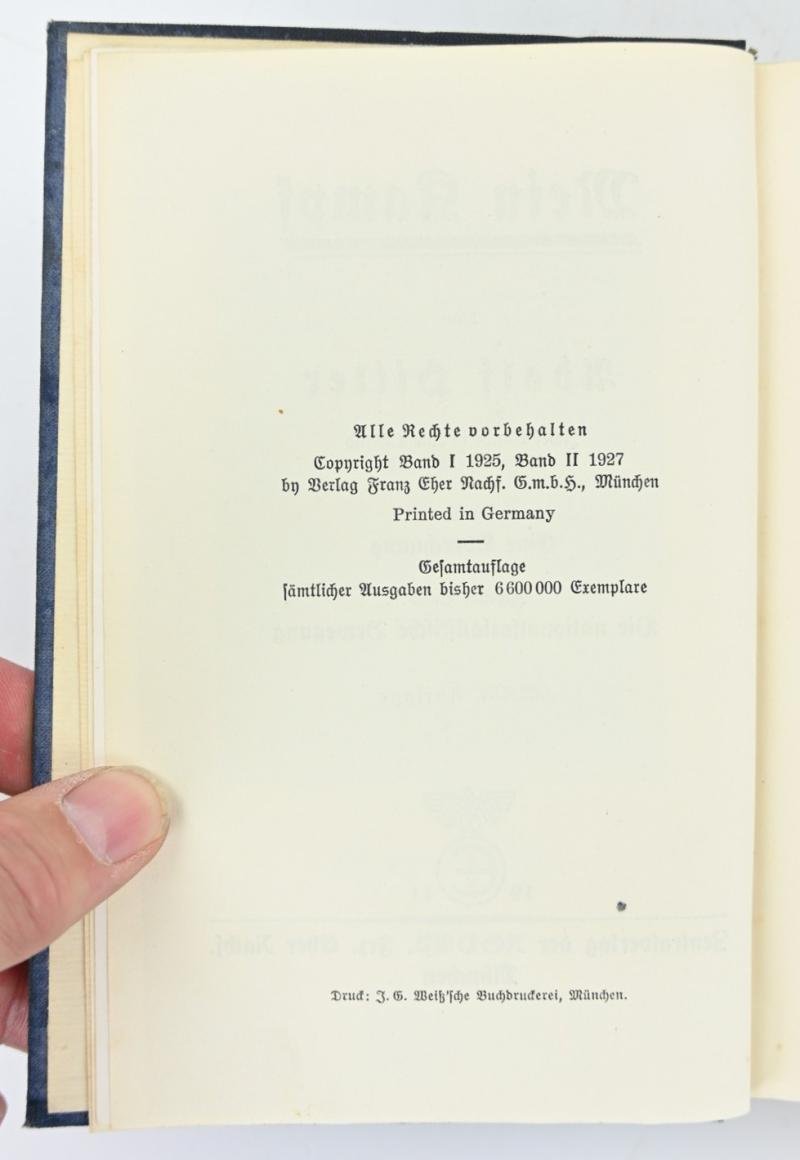 Alle Rechte vorbehalten
Copyright Band I 1925, Band II 1927
by Verlag Franz Eher Nachf. G.m.b.H., München
Printed in Germany
Gesamtauflage
sämtlicher Ausgaben bisher 6600000 Exemplare
Druck: J. G. Weiß'sche Buchdruckerei, München.